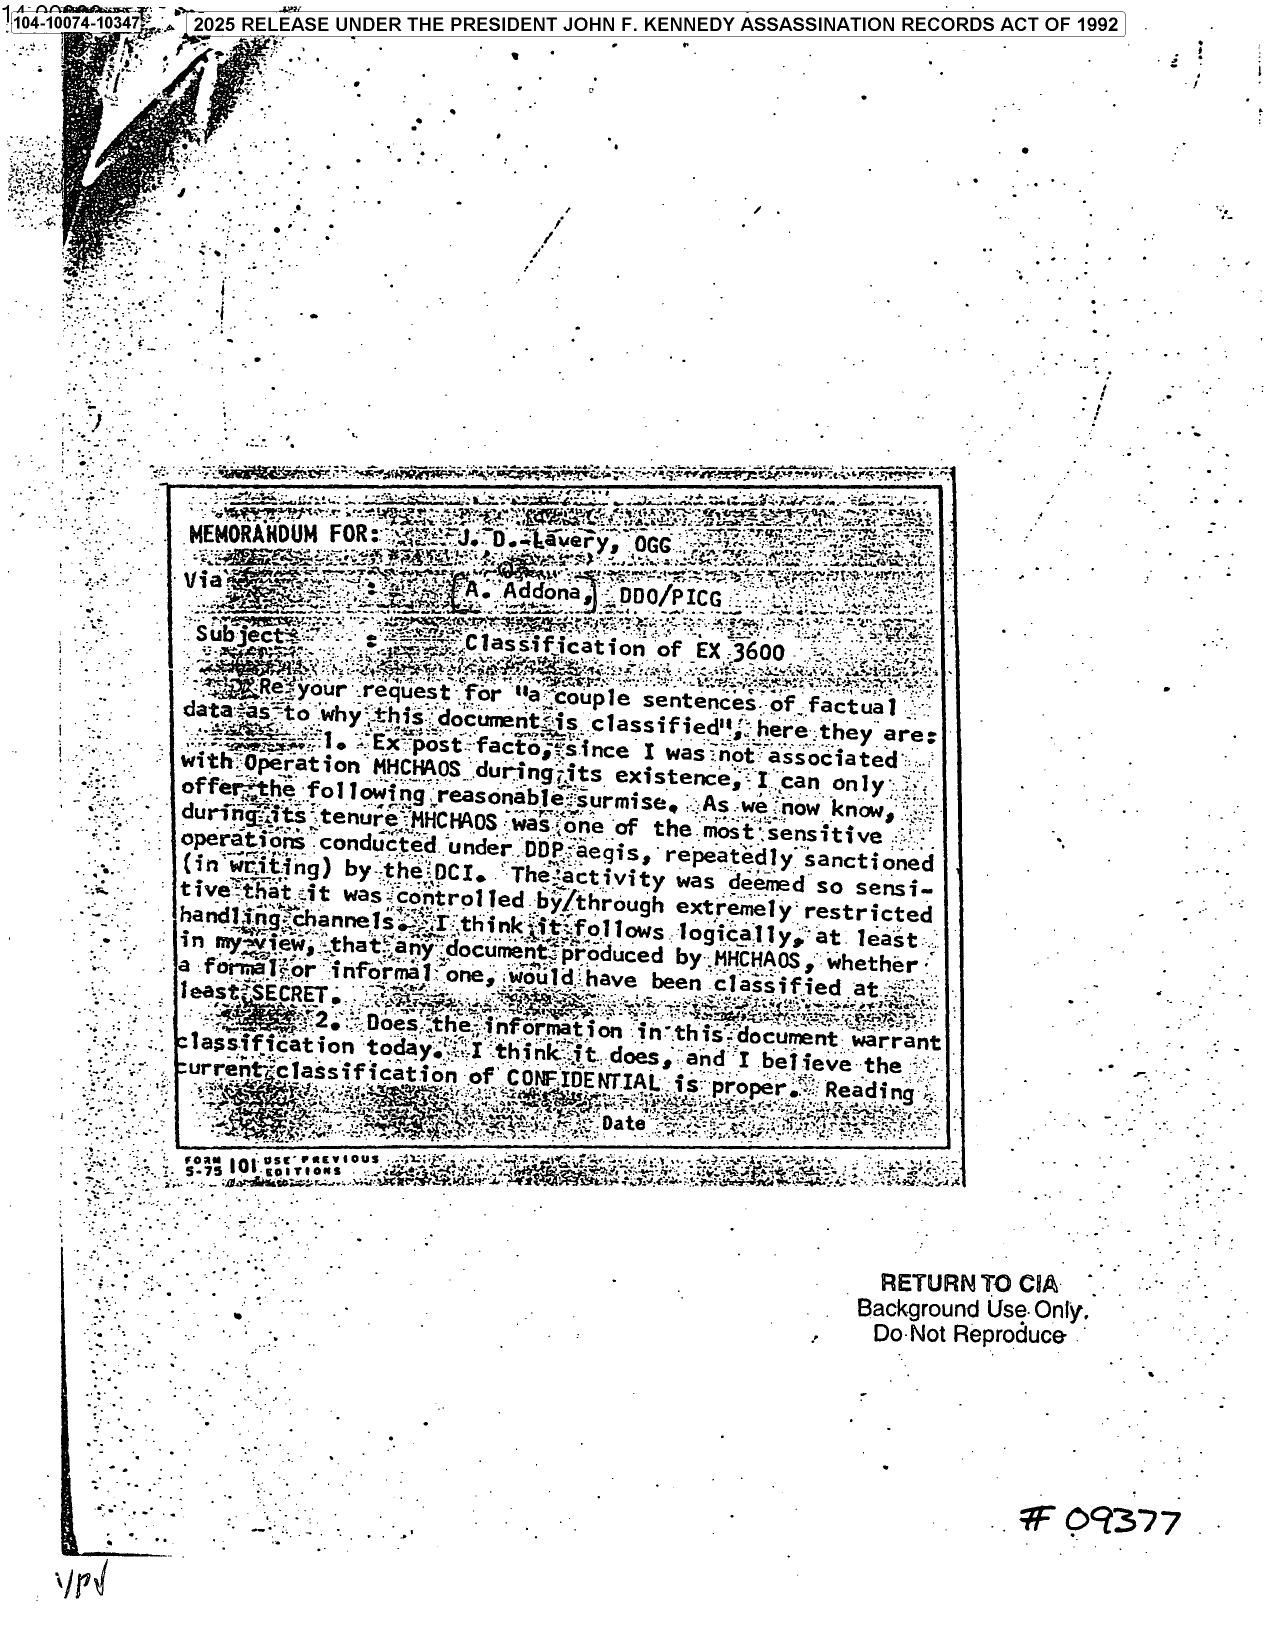 104-10074-10347
2025 RELEASE UNDER THE PRESIDENT JOHN F. KENNEDY ASSASSINATION RECORDS ACT OF 1992
MEMORANDUM FOR: J. D. Lavery, OGG
Via : [A. Addona,] DDO/PICG
Subject : Classification of EX 3600
Re your request for "a couple sentences of factual
data as to why this document is classified", here they are:
1. Ex post facto, since I was not associated
with Operation MHCHAOS during its existence, I can only
offer the following reasonable surmise. As we now know,
during its tenure MHCHAOS was one of the most sensitive
operations conducted under DDP aegis, repeatedly sanctioned
(in writing) by the DCI. The activity was deemed so sensi-
tive that it was controlled by/through extremely restricted
handling channels. I think it follows logically, at least
in my view, that any document produced by MHCHAOS, whether
a formal or informal one, would have been classified at
least SECRET.
2. Does the information in this document warrant
classification today. I think it does, and I believe the
current classification of CONFIDENTIAL is proper. Reading
Date
FORM 5-75 101 USE PREVIOUS EDITIONS
RETURN TO CIA
Background Use Only.
Do Not Reproduce
# 09377